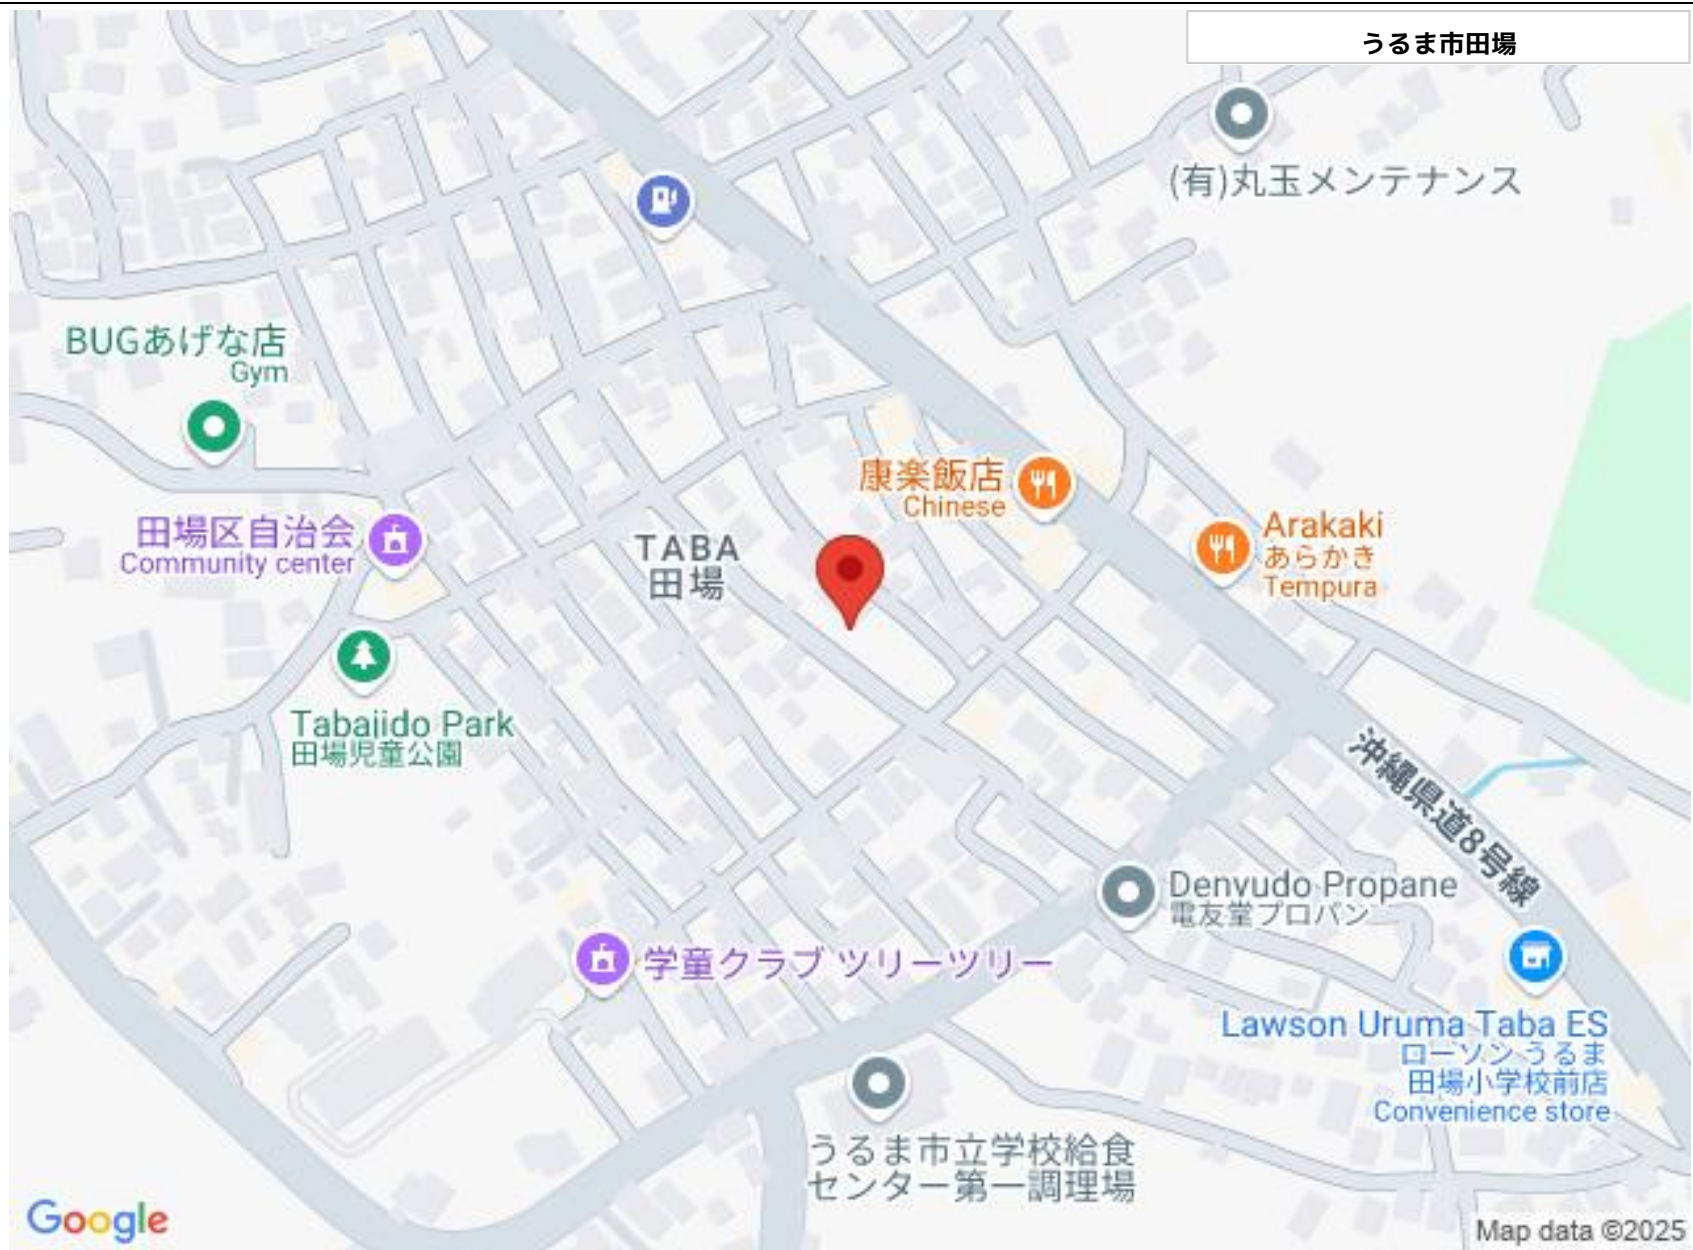 うるま市田場
(有)丸玉メンテナンス
BUGあげな店
Gym
康楽飯店
Chinese
田場区自治会
Community center
TABA
田場
Arakaki
あらかき
Tempura
Tabajido Park
田場児童公園
沖縄県道8号線
Denyudo Propane
電友堂プロパン
学童クラブ ツリーツリー
Lawson Uruma Taba ES
ローソン うるま
田場小学校前店
Convenience store
うるま市立学校給食
センター第一調理場
Google
Map data ©2025